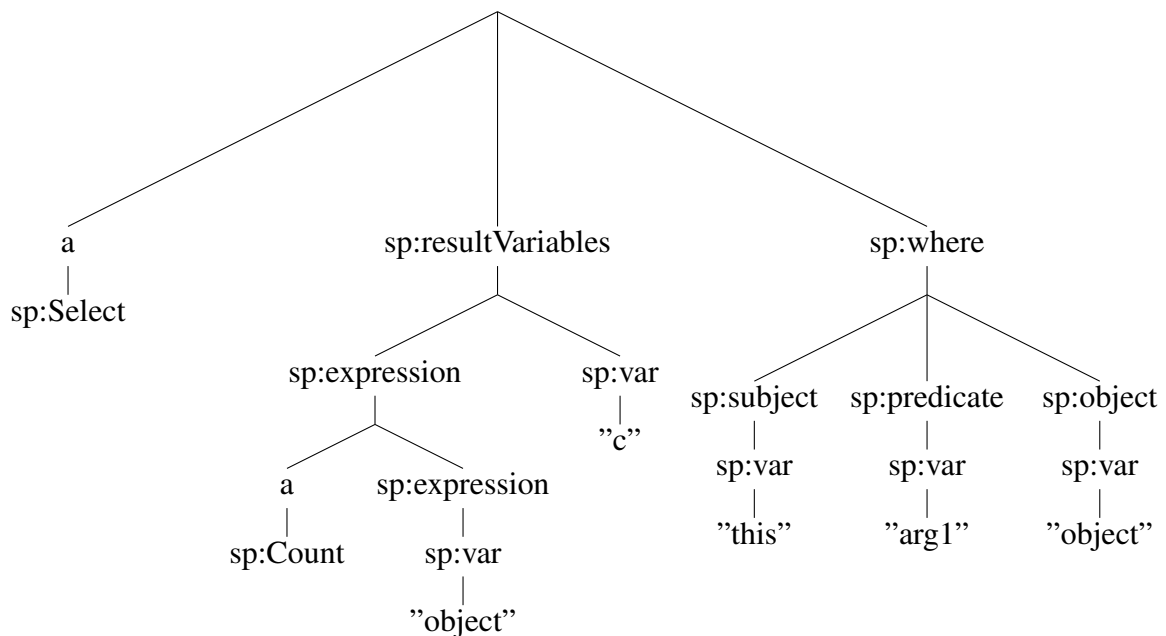 a sp:resultVariables sp:where
sp:Select
sp:expression sp:var
sp:subject sp:predicate sp:object
”c”
sp:var sp:var sp:var
a sp:expression
”this” ”arg1” ”object”
sp:Count sp:var
”object”